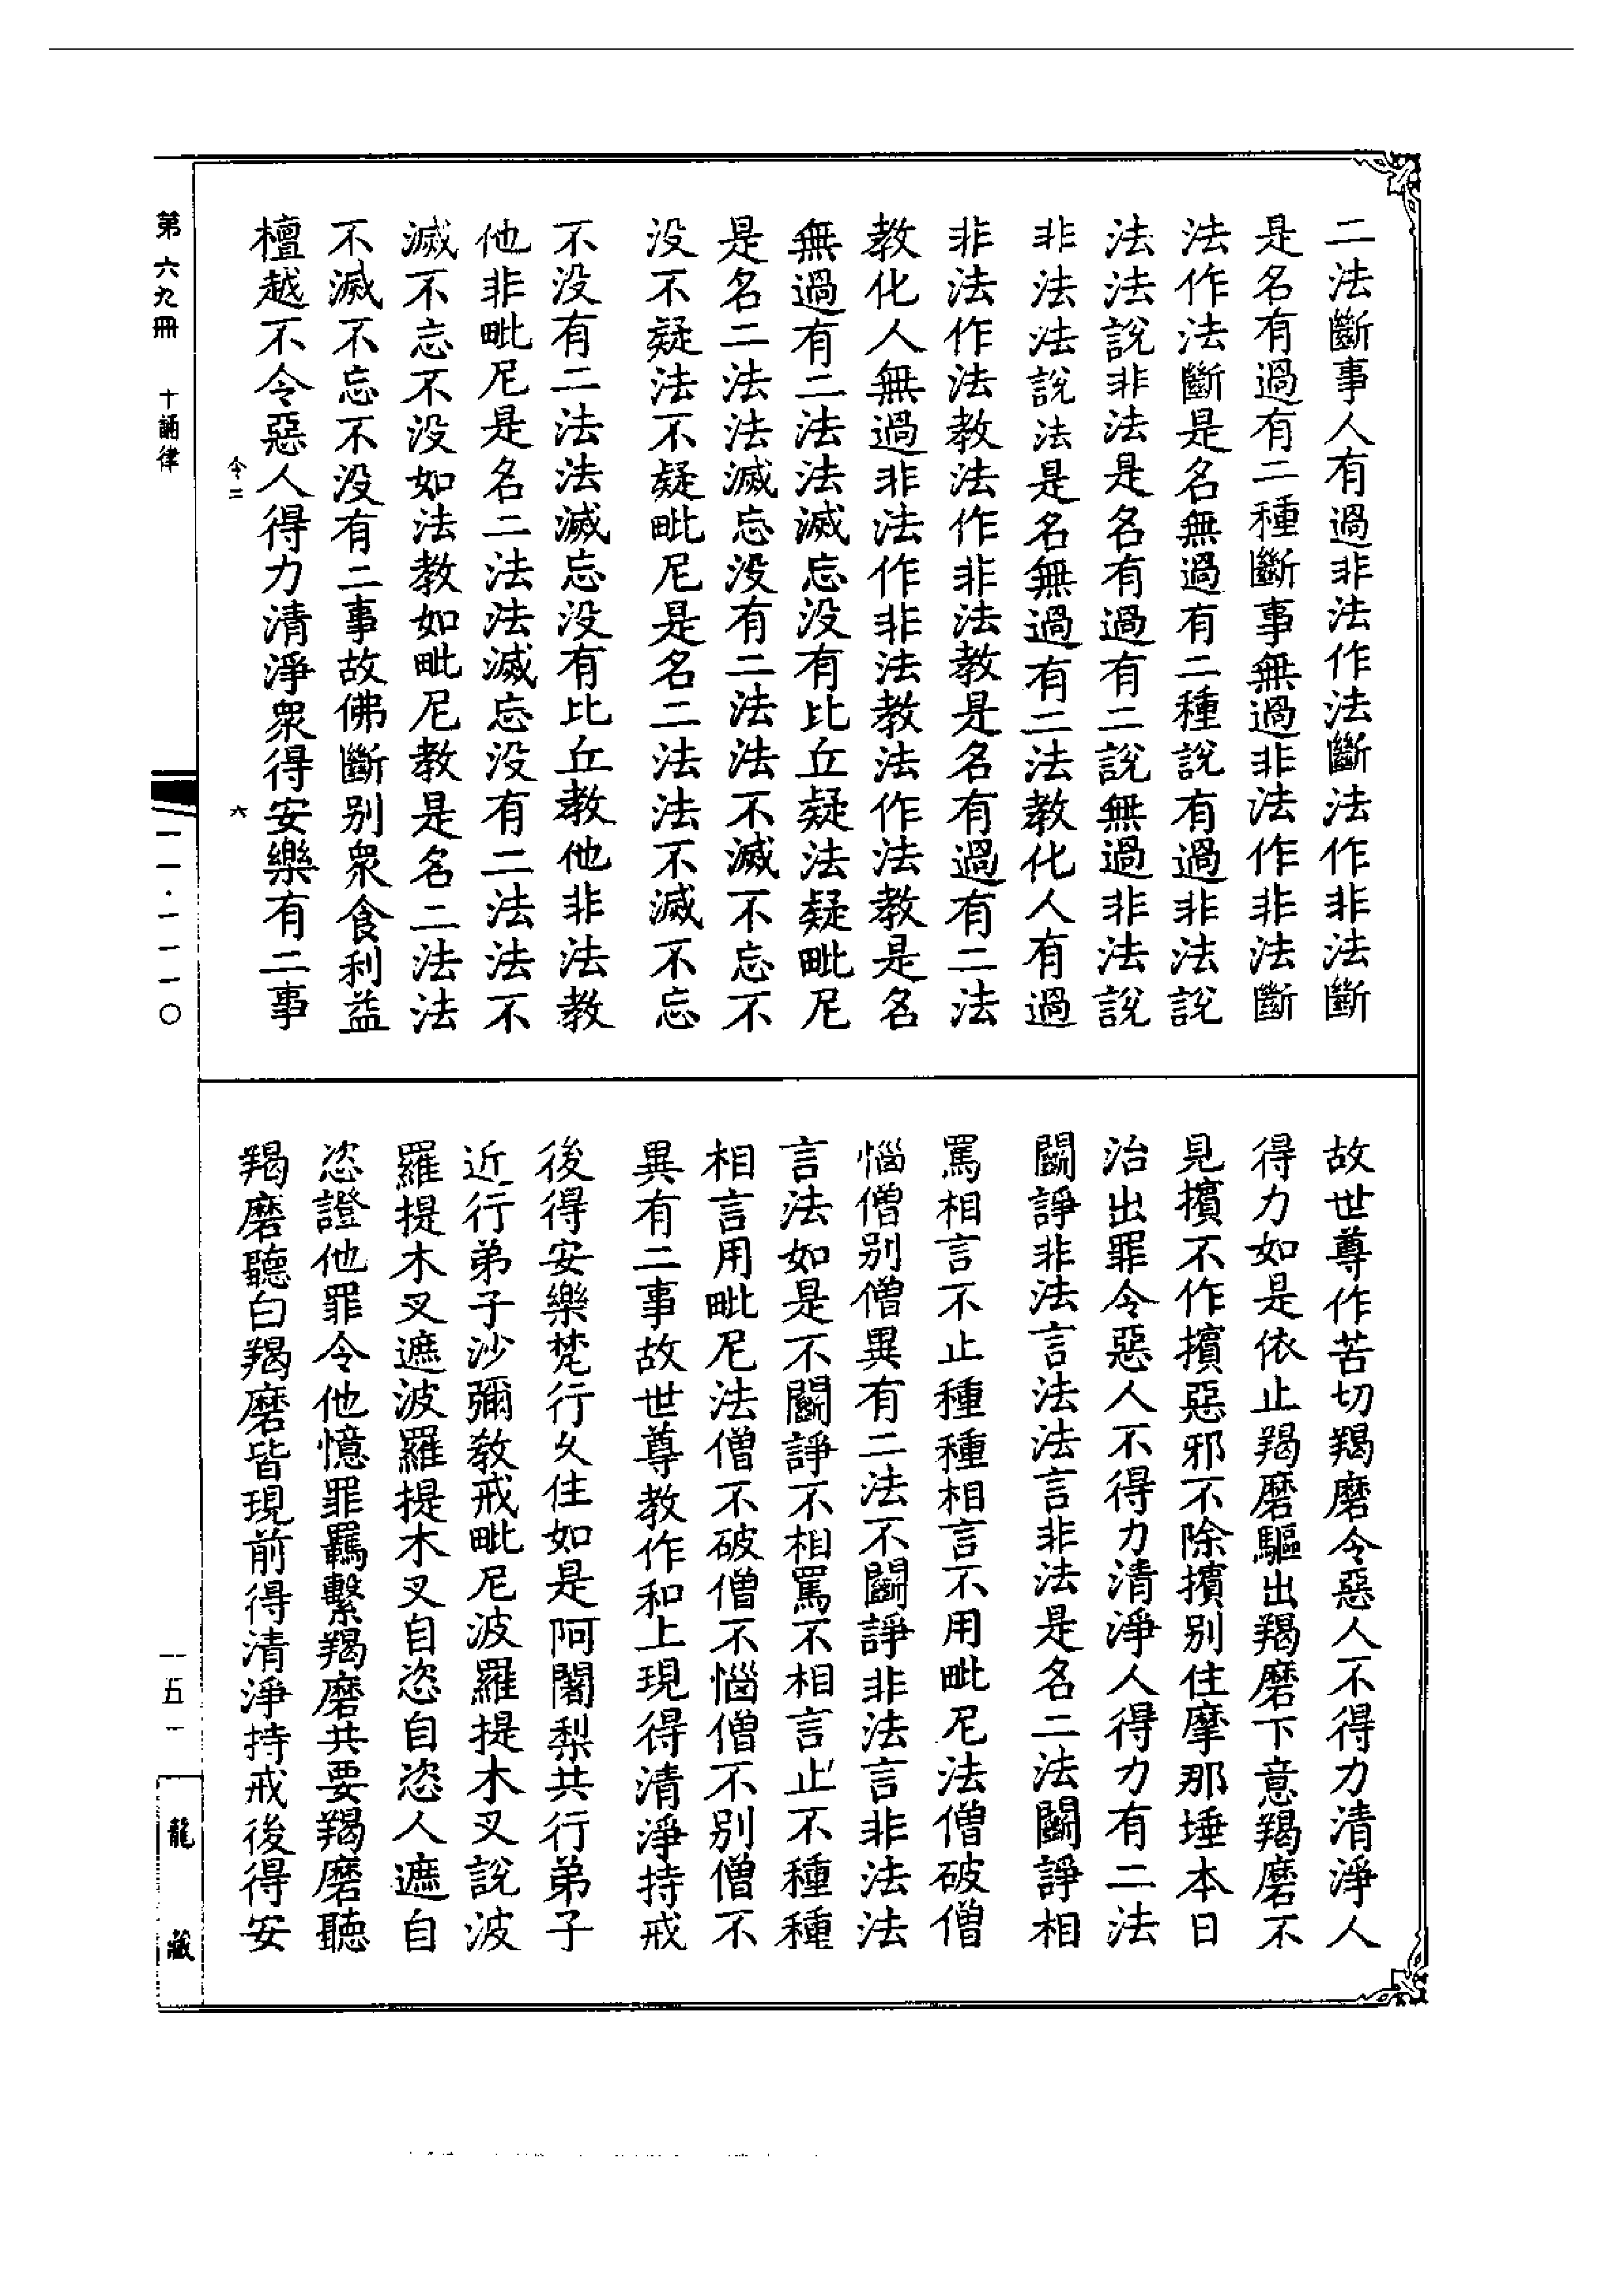 二法斷事人有過非法作法斷法作非法斷
是名有過有二種斷事無過非法作非法斷
法作法斷是名無過有二種說有過非法說
法法說非法是名有過有二說無過非法說
非法法說法是名無過有二法教化人有過
非法作法教法作非法教是名有過有二法
教化人無過非法作非法教法作法教是名
無過有二法法滅忘没有比丘疑法疑毗尼
是名二法法滅忘没有二法法不滅不忘不
没不疑法不疑毗尼是名二法法不滅不忘
不没有二法法滅忘没有比丘教他非法教
他非毗尼是名二法法滅忘没有二法法不
滅不忘不没如法教如毗尼教是名二法法
不滅不忘不没有二事故佛斷別衆食利益
檀越不令惡人得力清淨衆得安樂有二事
故世尊作苦切羯磨令惡人不得力清淨人
得力如是依止羯磨驅出羯磨下意羯磨不
見擯不作擯惡邪不除擯別住摩那埵本日
治出罪令惡人不得力清淨人得力有二法
鬭諍非法言法法言非法是名二法鬭諍相
罵相言不止種種相言不用毗尼法僧破僧
惱僧別僧異有二法不鬭諍非法言非法法
言法如是不鬭諍不相罵不相言止不種種
相言用毗尼法僧不破僧不惱僧不別僧不
異有二事故世尊教作和上現得清淨持戒
後得安樂梵行久住如是阿闍梨共行弟子
近行弟子沙彌教戒毗尼波羅提木叉說波
羅提木叉遮波羅提木叉自恣自恣人遮自
恣證他罪令他憶罪羈繫羯磨共要羯磨聽
羯磨聽白羯磨皆現前得清淨持戒後得安
令二
六
第六九冊
十誦律
一一·一一一〇
一五一
龍藏